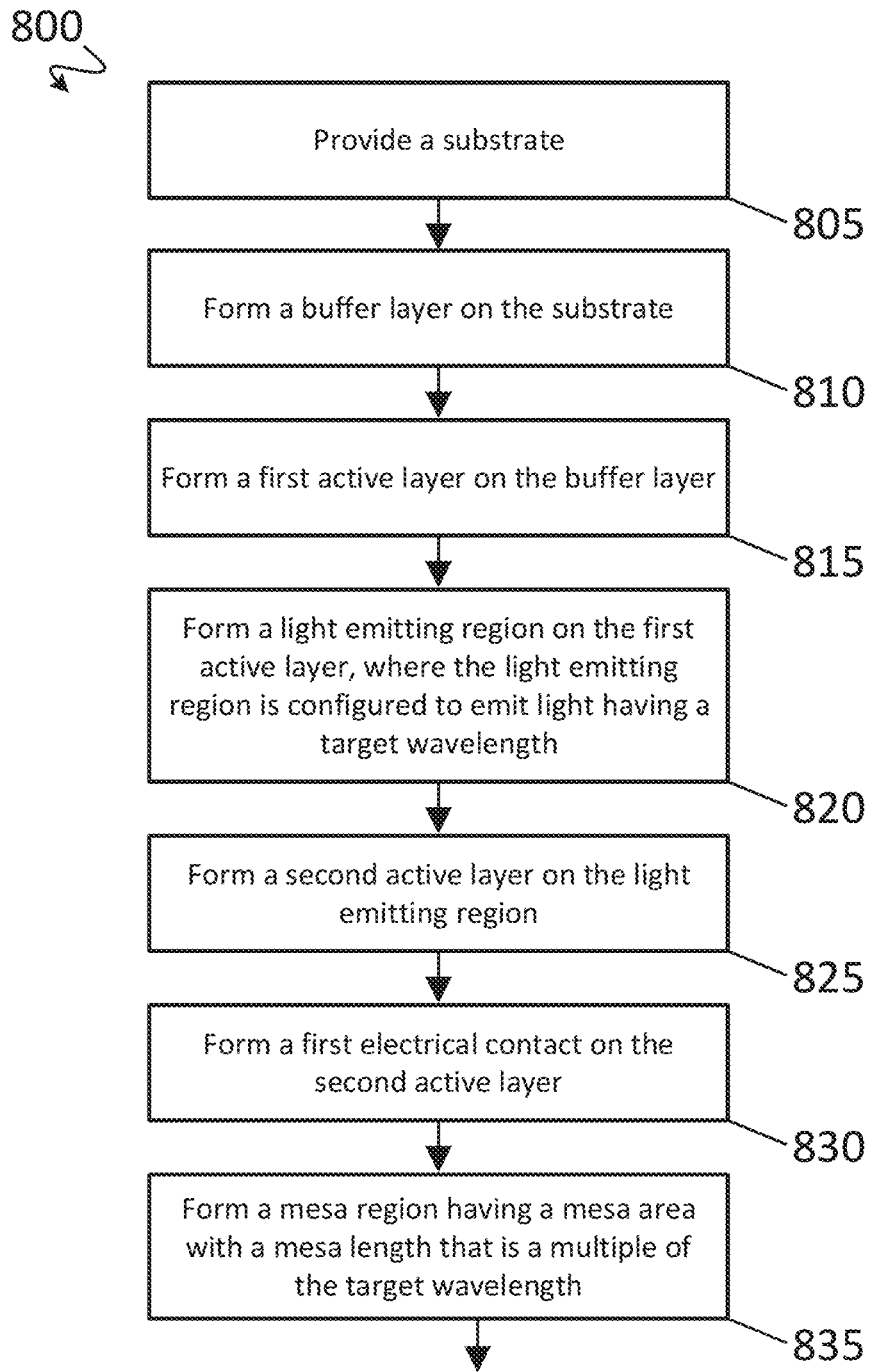 800
Provide a substrate
805
Form a buffer layer on the substrate
810
Form a first active layer on the buffer layer
815
Form a light emitting region on the first
active layer, where the light emitting
region is configured to emit light having a
target wavelength
820
Form a second active layer on the light
emitting region
825
Form a first electrical contact on the
second active layer
830
Form a mesa region having a mesa area
with a mesa length that is a multiple of
the target wavelength
835